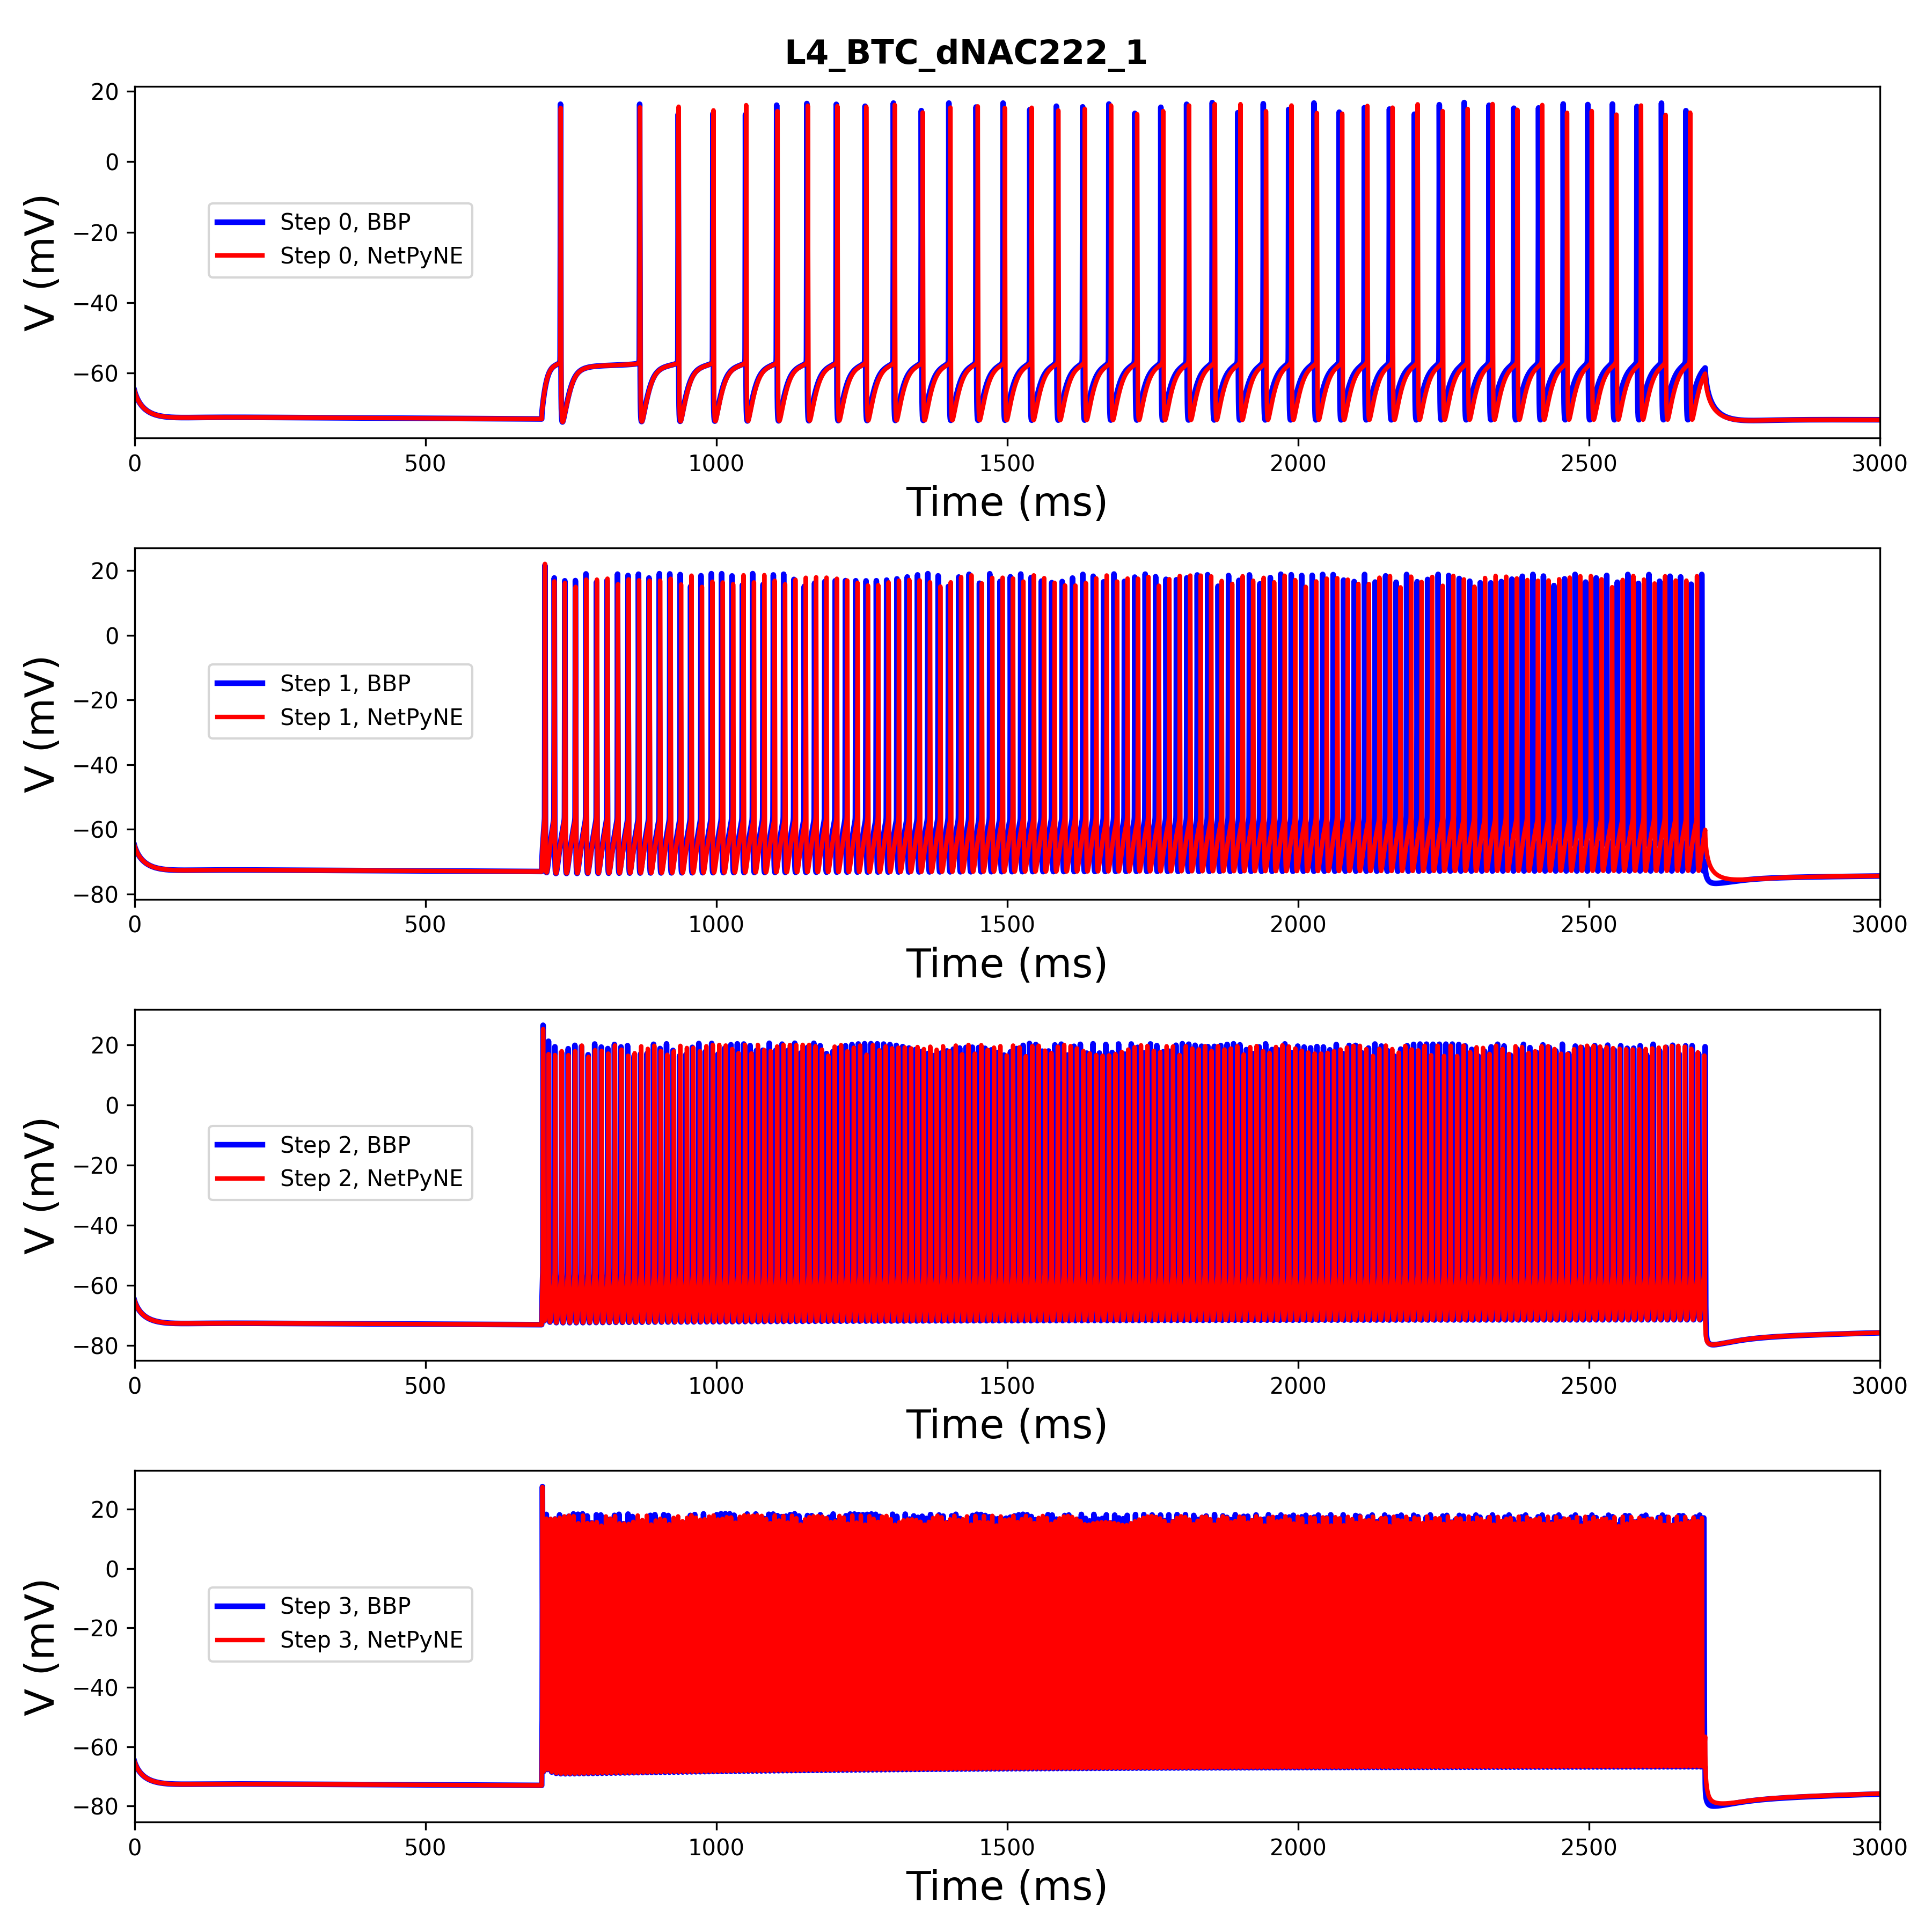 L4_BTC_dNAC222_1
20
0
−20
−40
−60
V (mV)
Step 0, BBP
Step 0, NetPyNE
0 500 1000 1500 2000 2500 3000
Time (ms)
20
0
−20
−40
−60
−80
V (mV)
Step 1, BBP
Step 1, NetPyNE
0 500 1000 1500 2000 2500 3000
Time (ms)
20
0
−20
−40
−60
−80
V (mV)
Step 2, BBP
Step 2, NetPyNE
0 500 1000 1500 2000 2500 3000
Time (ms)
20
0
−20
−40
−60
−80
V (mV)
Step 3, BBP
Step 3, NetPyNE
0 500 1000 1500 2000 2500 3000
Time (ms)